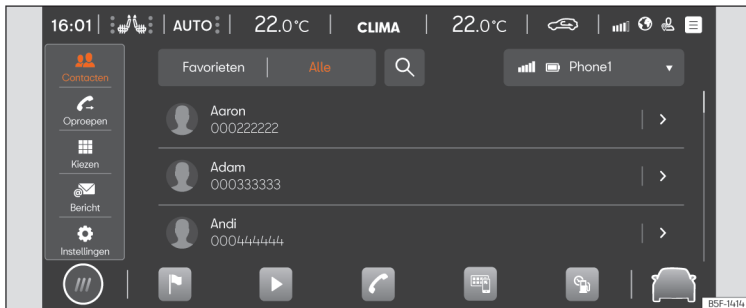 16:01 AUTO 22.0°C CLIMA 22.0°C
Contacten
Oproepen
Kiezen
@ Bericht
Instellingen
Favorieten Alle Phone1
Aaron
000222222
Adam
000333333
Andi
000444444
B5F-1414